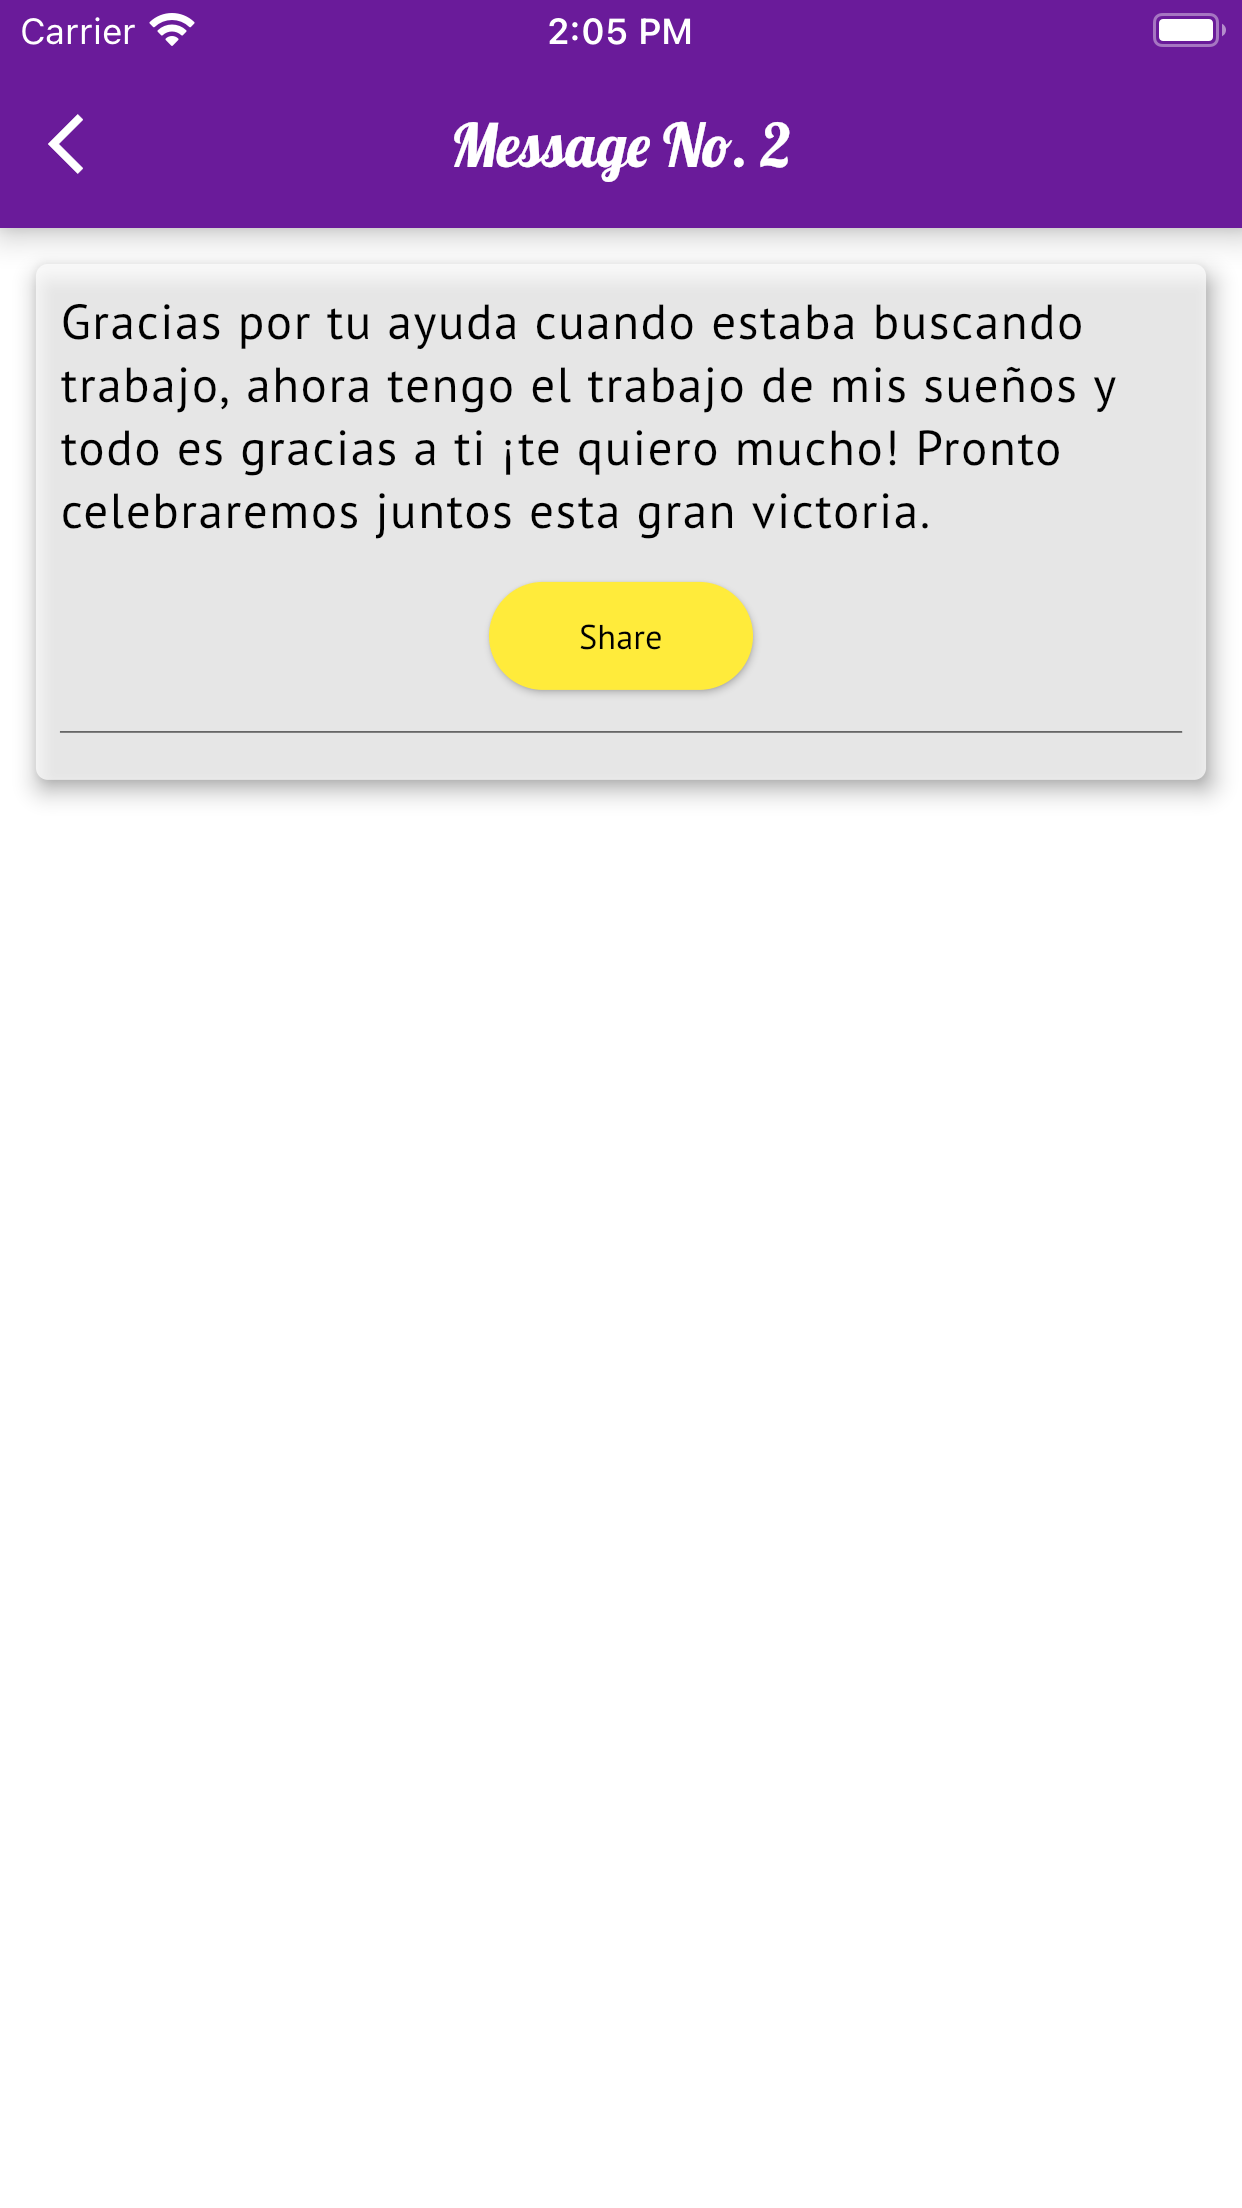 Carrier 2:05 PM
Message No. 2
Gracias por tu ayuda cuando estaba buscando
trabajo, ahora tengo el trabajo de mis sueños y
todo es gracias a ti ¡te quiero mucho! Pronto
celebraremos juntos esta gran victoria.
Share